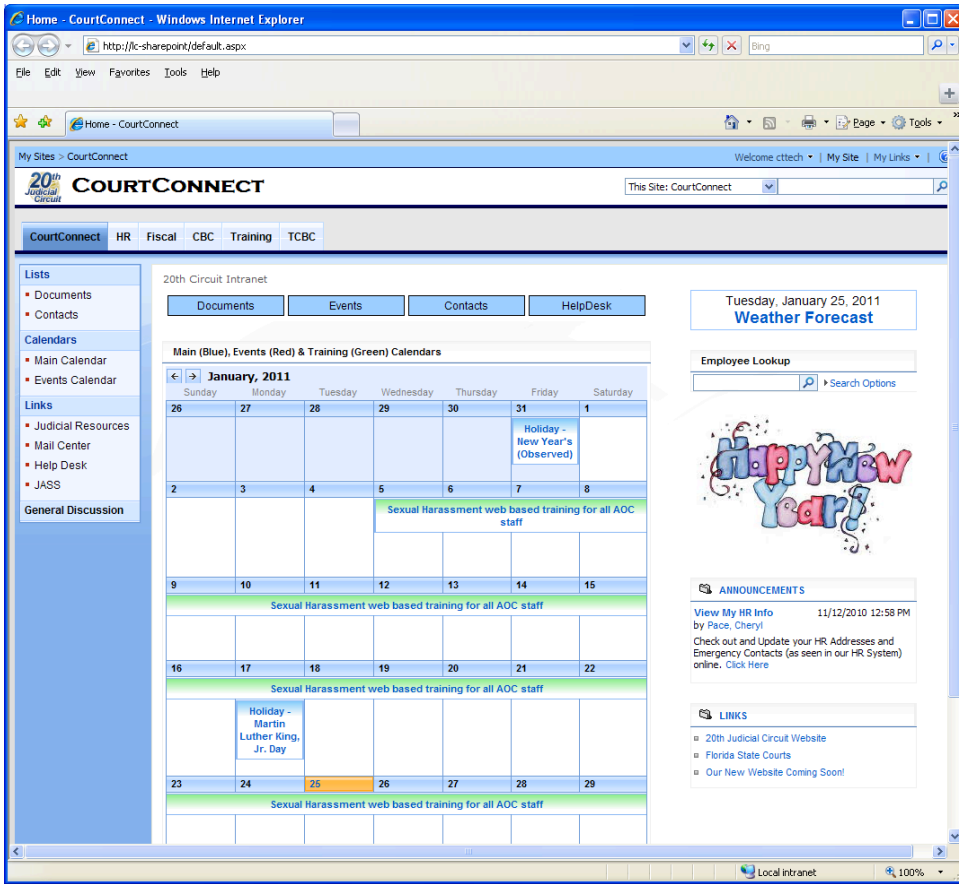 Home - CourtConnect - Windows Internet Explorer
http://lc-sharepoint/default.aspx
Bing
File Edit View Favorites Tools Help
Home - CourtConnect
Page Tools »
My Sites > CourtConnect
Welcome cttech | My Site | My Links |
20th Judicial Circuit
COURTCONNECT
This Site: CourtConnect
CourtConnect HR Fiscal CBC Training TCBC
Lists
Documents
Contacts
Calendars
Main Calendar
Events Calendar
Links
Judicial Resources
Mail Center
Help Desk
JASS
General Discussion
20th Circuit Intranet
Documents Events Contacts HelpDesk
Main (Blue), Events (Red) & Training (Green) Calendars
January, 2011
Sunday Monday Tuesday Wednesday Thursday Friday Saturday
26 27 28 29 30 31 1
Holiday -
New Year's
(Observed)
2 3 4 5 6 7 8
Sexual Harassment web based training for all AOC
staff
9 10 11 12 13 14 15
Sexual Harassment web based training for all AOC staff
16 17 18 19 20 21 22
Sexual Harassment web based training for all AOC staff
Holiday -
Martin
Luther King,
Jr. Day
23 24 25 26 27 28 29
Sexual Harassment web based training for all AOC staff
Tuesday, January 25, 2011
Weather Forecast
Employee Lookup
Search Options
Happy New
Year!
ANNOUNCEMENTS
View My HR Info 11/12/2010 12:58 PM
by Pace, Cheryl
Check out and Update your HR Addresses and
Emergency Contacts (as seen in our HR System)
online. Click Here
LINKS
20th Judicial Circuit Website
Florida State Courts
Our New Website Coming Soon!
Local intranet 100%